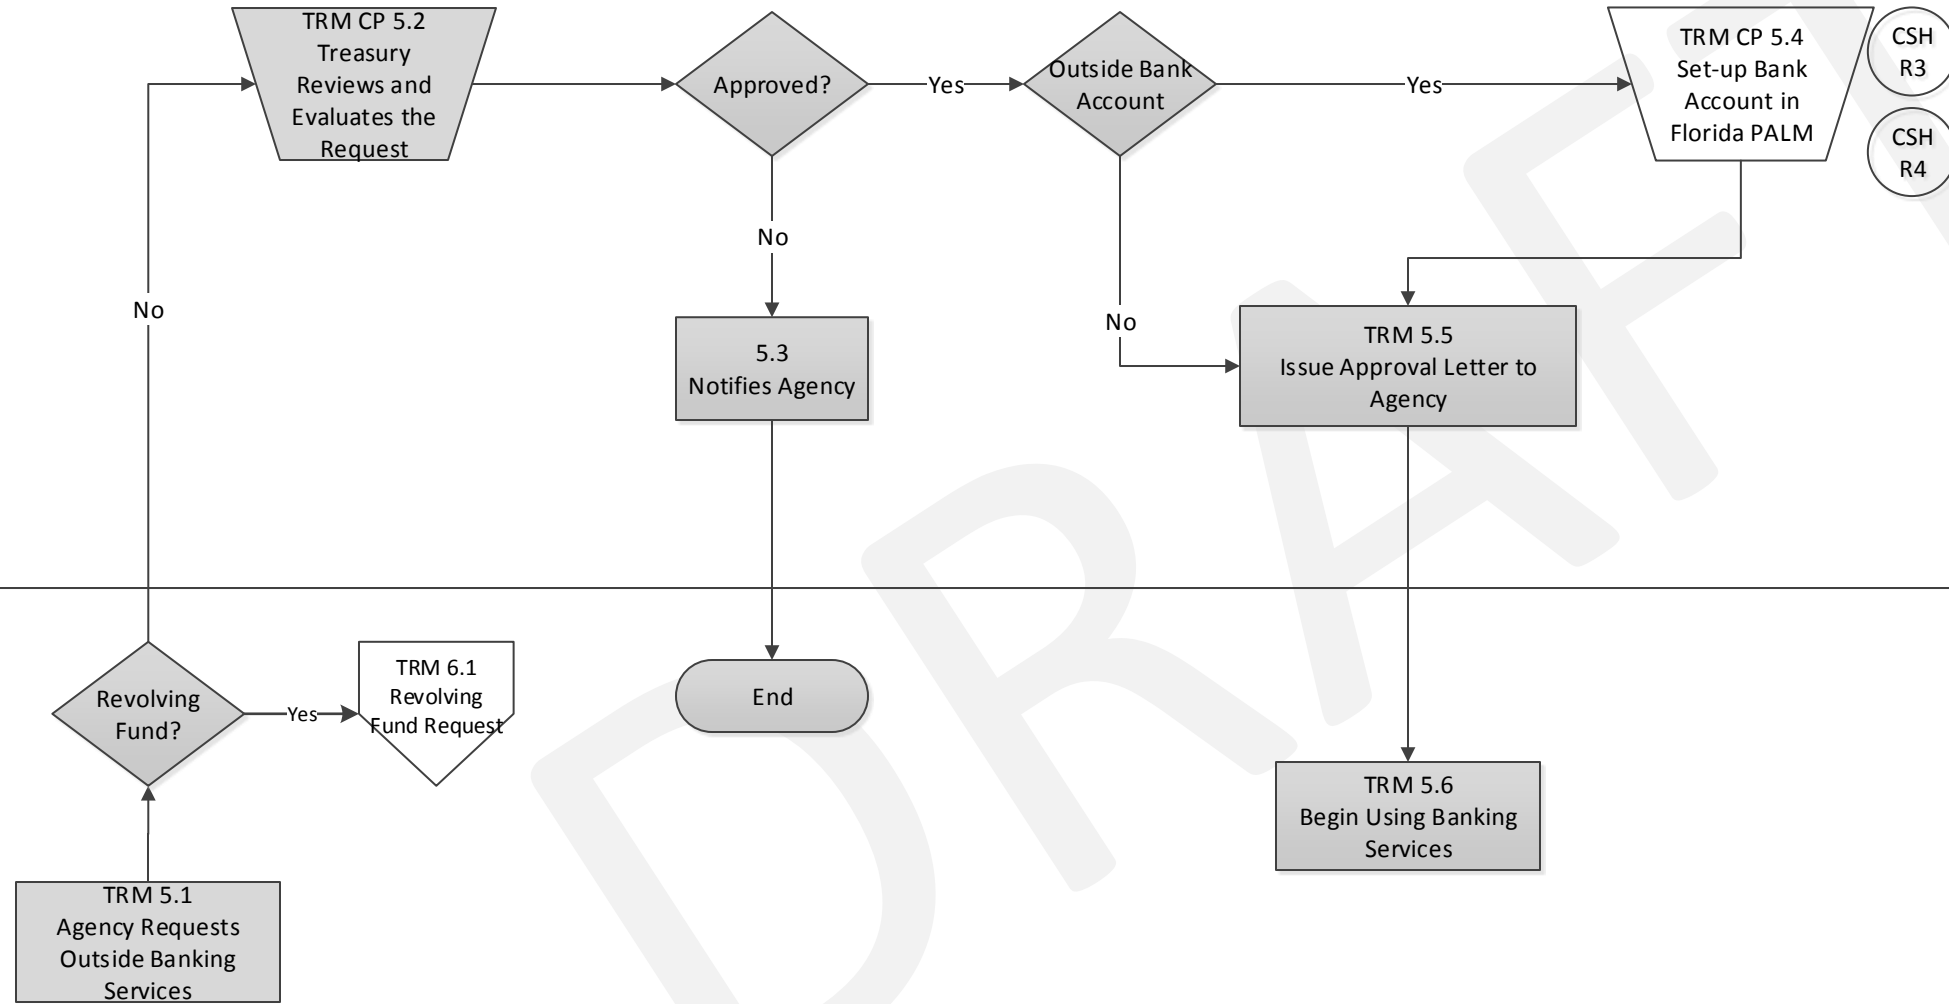 TRM CP 5.2
Treasury
Reviews and
Evaluates the
Request
Approved?
Yes
Outside Bank
Account
Yes
TRM CP 5.4
Set-up Bank
Account in
Florida PALM
CSH
R3
CSH
R4
No
No
No
5.3
Notifies Agency
TRM 5.5
Issue Approval Letter to
Agency
Revolving
Fund?
Yes
TRM 6.1
Revolving
Fund Request
End
TRM 5.6
Begin Using Banking
Services
TRM 5.1
Agency Requests
Outside Banking
Services
DRAFT